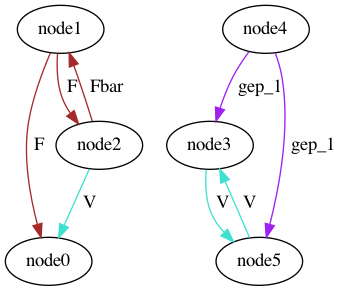 node1 node4
F Fbar gep_1
node2 node3
F gep_1
V V V
node0 node5